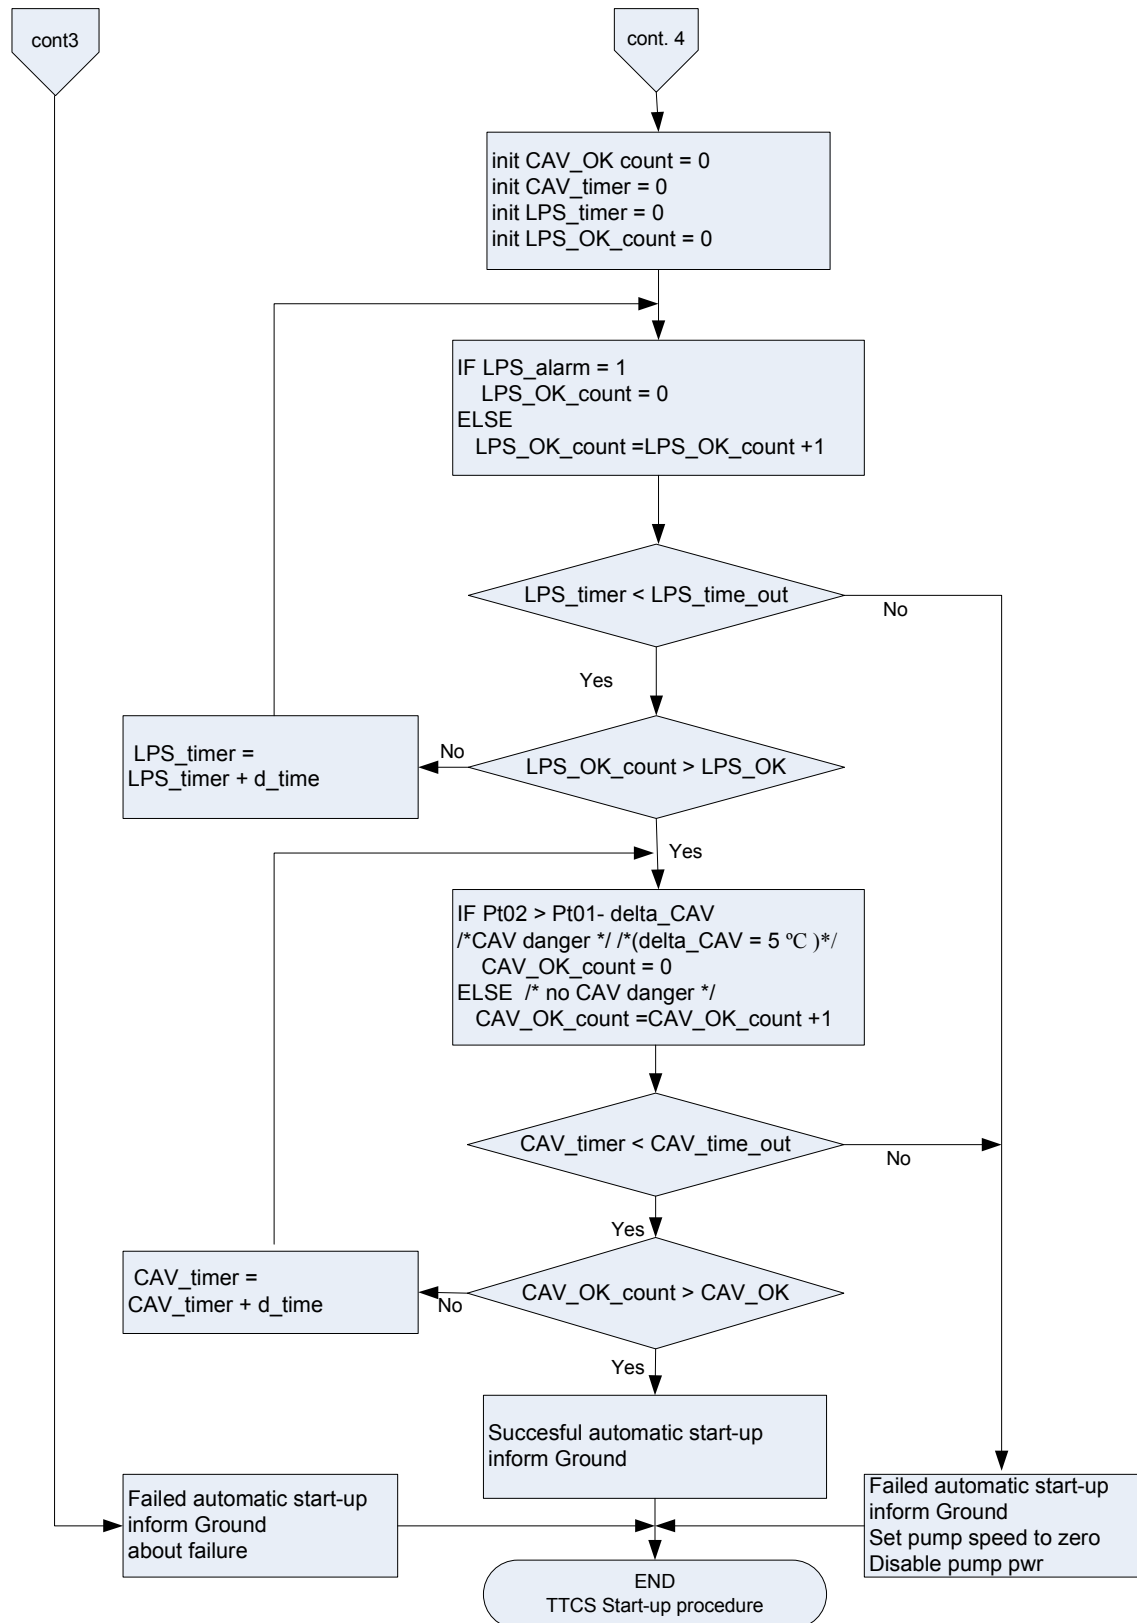 cont3
cont. 4
init CAV_OK count = 0
init CAV_timer = 0
init LPS_timer = 0
init LPS_OK_count = 0
IF LPS_alarm = 1
LPS_OK_count = 0
ELSE
LPS_OK_count =LPS_OK_count +1
LPS_timer < LPS_time_out
No
Yes
LPS_timer =
LPS_timer + d_time
No
LPS_OK_count > LPS_OK
Yes
IF Pt02 > Pt01- delta_CAV
/*CAV danger */ /*(delta_CAV = 5 ºC )*/
CAV_OK_count = 0
ELSE /* no CAV danger */
CAV_OK_count =CAV_OK_count +1
CAV_timer < CAV_time_out
No
Yes
CAV_timer =
CAV_timer + d_time
No
CAV_OK_count > CAV_OK
Yes
Succesful automatic start-up
inform Ground
Failed automatic start-up
inform Ground
about failure
Failed automatic start-up
inform Ground
Set pump speed to zero
Disable pump pwr
END
TTCS Start-up procedure